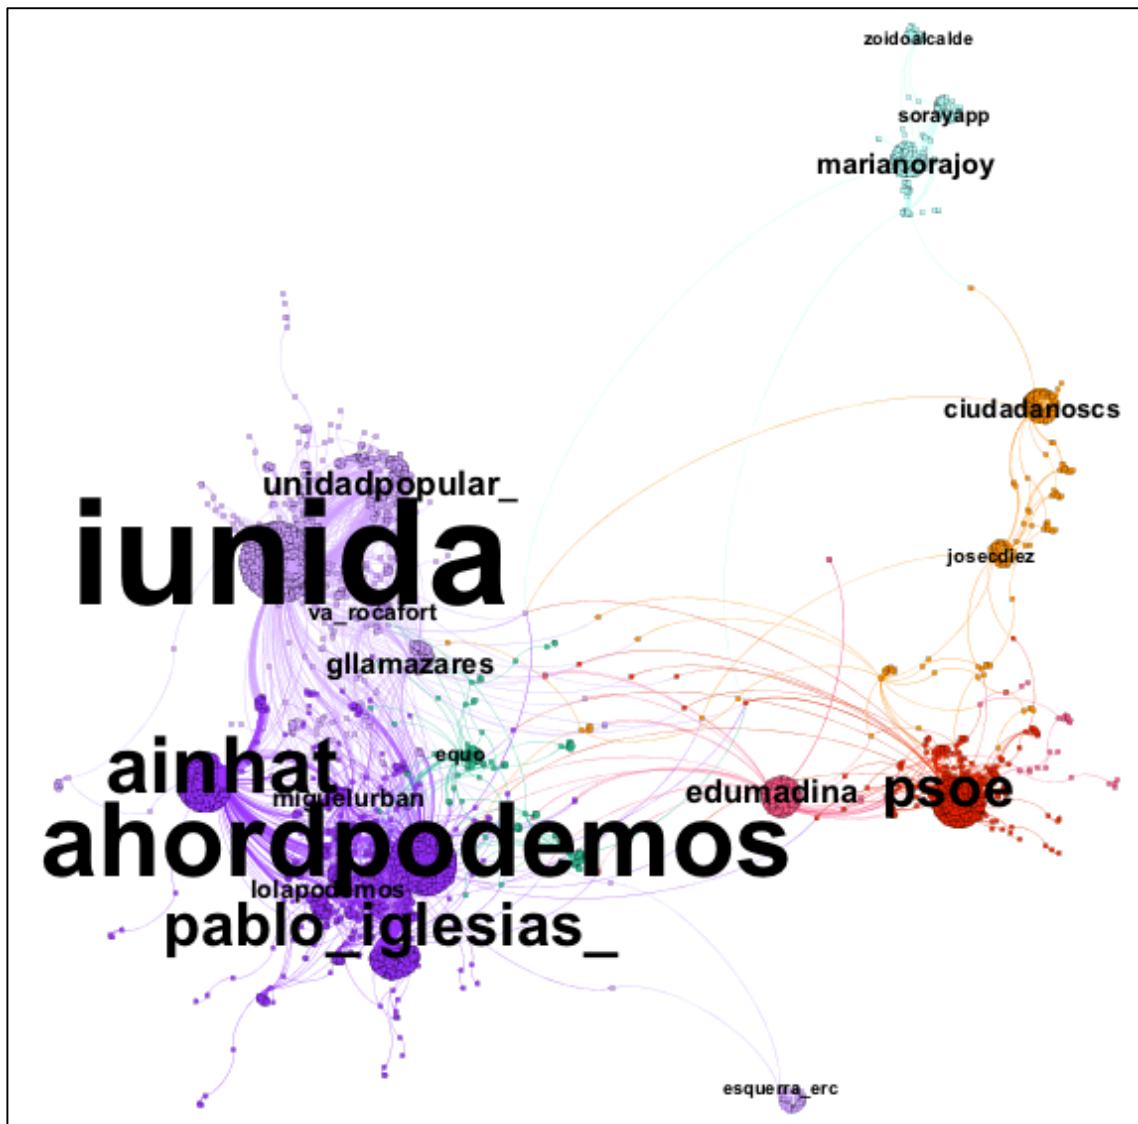 zoidoalcalde
sorayapp
marianorajoy
ciudadanoscs
unidadpopular_
iunida
josecdiez
va_rocafort
gllamazares
equo
ainhat
miguelurban
edumadina
psoe
ahordpodemos
lolapodemos
pablo_iglesias_
esquerra_erc